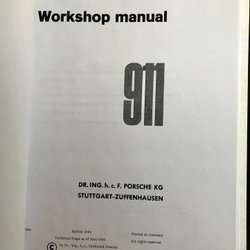 Workshop manual
911
DR. ING. h. c. F. PORSCHE KG
STUTTGART-ZUFFENHAUSEN
Printed in Germany
All rights reserved